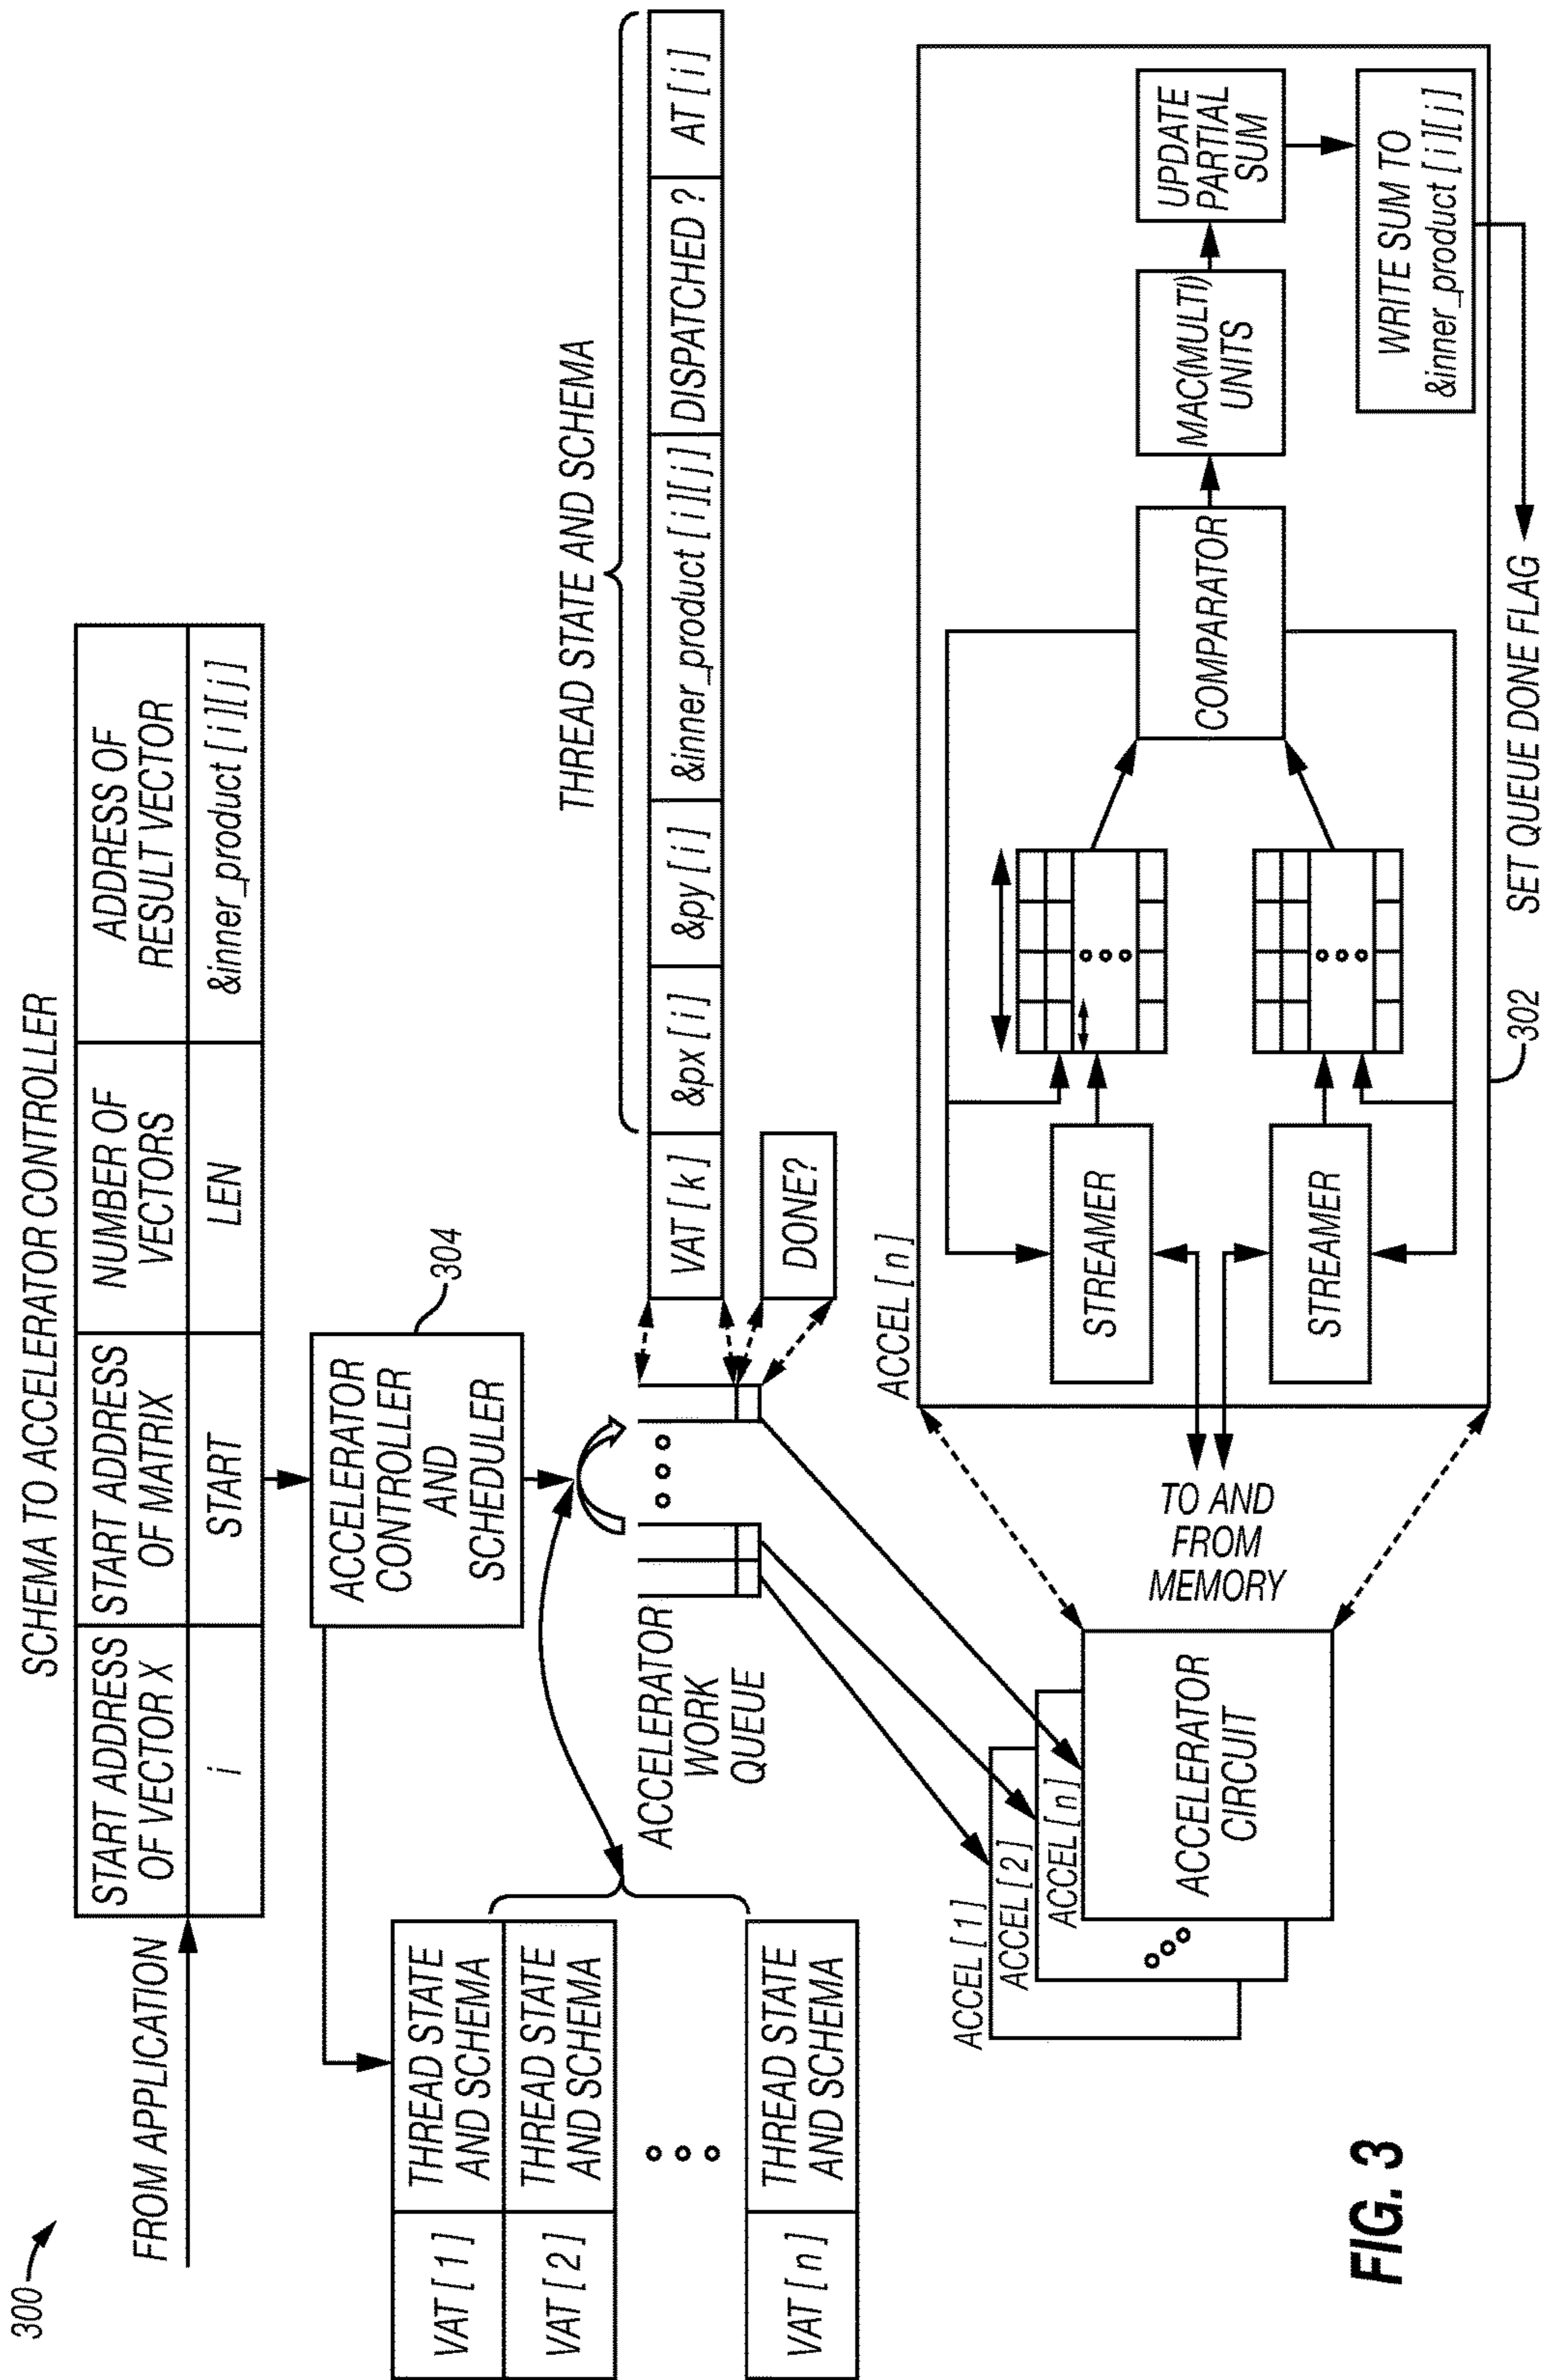 300
SCHEMA TO ACCELERATOR CONTROLLER
FROM APPLICATION
START ADDRESS
OF VECTOR X
START ADDRESS
OF MATRIX
NUMBER OF
VECTORS
ADDRESS OF
RESULT VECTOR
i
START
LEN
&inner_product [ i ][ j ]
ACCELERATOR
CONTROLLER
AND
SCHEDULER
304
VAT [ 1 ]
THREAD STATE
AND SCHEMA
VAT [ 2 ]
THREAD STATE
AND SCHEMA
VAT [ n ]
THREAD STATE
AND SCHEMA
ACCELERATOR
WORK
QUEUE
THREAD STATE AND SCHEMA
VAT [ k ]
&px [ i ]
&py [ i ]
&inner_product [ i ][ j ]
DISPATCHED ?
AT [ i ]
DONE?
ACCEL [ 1 ]
ACCEL [ 2 ]
ACCEL [ n ]
ACCELERATOR
CIRCUIT
TO AND
FROM
MEMORY
ACCEL [ n ]
STREAMER
STREAMER
COMPARATOR
MAC(MULTI)
UNITS
UPDATE
PARTIAL
SUM
WRITE SUM TO
&inner_product [ i ][ j ]
302
SET QUEUE DONE FLAG
FIG. 3